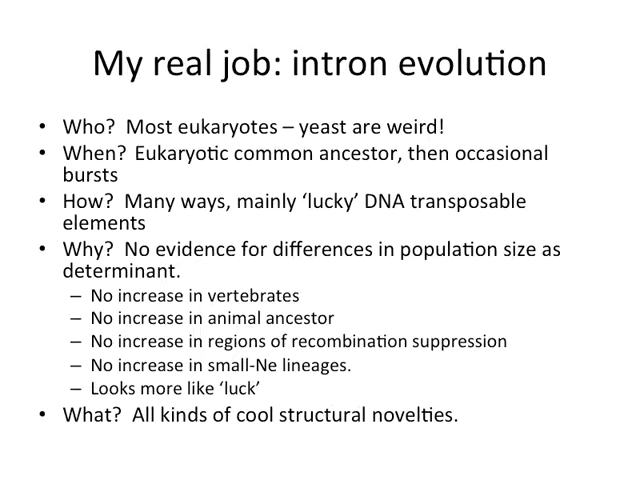 My real job: intron evolution
• Who?  Most eukaryotes – yeast are weird!
• When? Eukaryotic common ancestor, then occasional
bursts
• How?  Many ways, mainly ‘lucky’ DNA transposable
elements
• Why?  No evidence for differences in population size as
determinant.
– No increase in vertebrates
– No increase in animal ancestor
– No increase in regions of recombination suppression
– No increase in small-Ne lineages.
– Looks more like ‘luck’
• What?  All kinds of cool structural novelties.